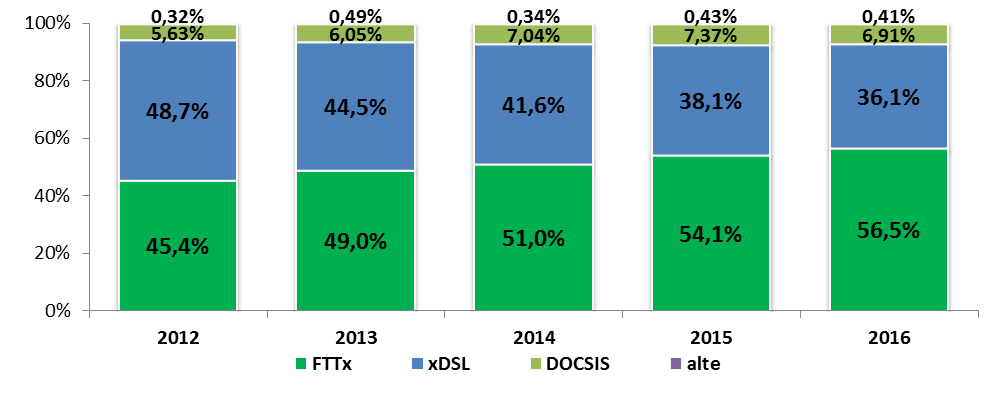 0,32% 0,49% 0,34% 0,43% 0,41%
100%
5,63% 6,05% 7,04% 7,37% 6,91%
80%
48,7% 44,5% 41,6% 38,1% 36,1%
60%
40%
45,4% 49,0% 51,0% 54,1% 56,5%
20%
0%
2012 2013 2014 2015 2016
FTTx xDSL DOCSIS alte